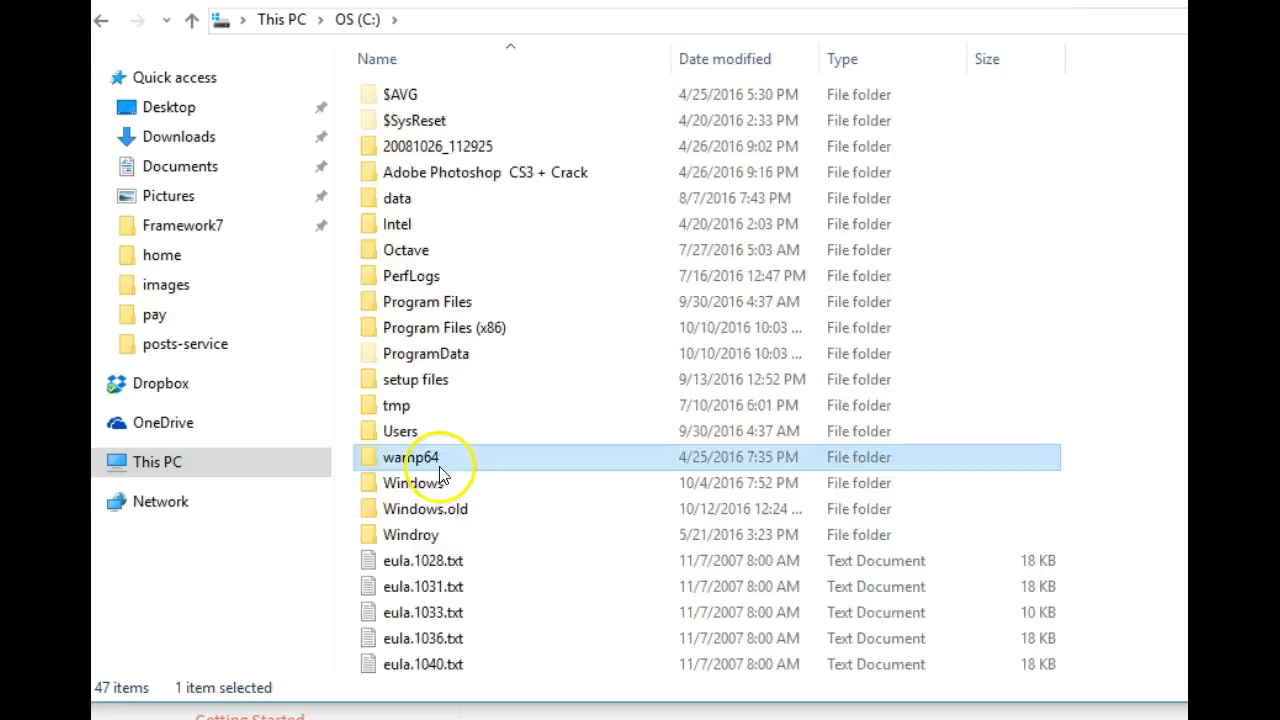 This PC > OS (C:) >
Name Date modified Type Size
Quick access
Desktop
Downloads
Documents
Pictures
Framework7
home
images
pay
posts-service
Dropbox
OneDrive
This PC
Network
$AVG 4/25/2016 5:30 PM File folder
$SysReset 4/20/2016 2:33 PM File folder
20081026_112925 4/26/2016 9:02 PM File folder
Adobe Photoshop CS3 + Crack 4/26/2016 9:16 PM File folder
data 8/7/2016 7:43 PM File folder
Intel 4/20/2016 2:03 PM File folder
Octave 7/27/2016 5:03 AM File folder
PerfLogs 7/16/2016 12:47 PM File folder
Program Files 9/30/2016 4:37 AM File folder
Program Files (x86) 10/10/2016 10:03 ... File folder
ProgramData 10/10/2016 10:03 ... File folder
setup files 9/13/2016 12:52 PM File folder
tmp 7/10/2016 6:01 PM File folder
Users 9/30/2016 4:37 AM File folder
wamp64 4/25/2016 7:35 PM File folder
Windows 10/4/2016 7:52 PM File folder
Windows.old 10/12/2016 12:24 ... File folder
Windroy 5/21/2016 3:23 PM File folder
eula.1028.txt 11/7/2007 8:00 AM Text Document 18 KB
eula.1031.txt 11/7/2007 8:00 AM Text Document 18 KB
eula.1033.txt 11/7/2007 8:00 AM Text Document 10 KB
eula.1036.txt 11/7/2007 8:00 AM Text Document 18 KB
eula.1040.txt 11/7/2007 8:00 AM Text Document 18 KB
47 items 1 item selected
Getting Started